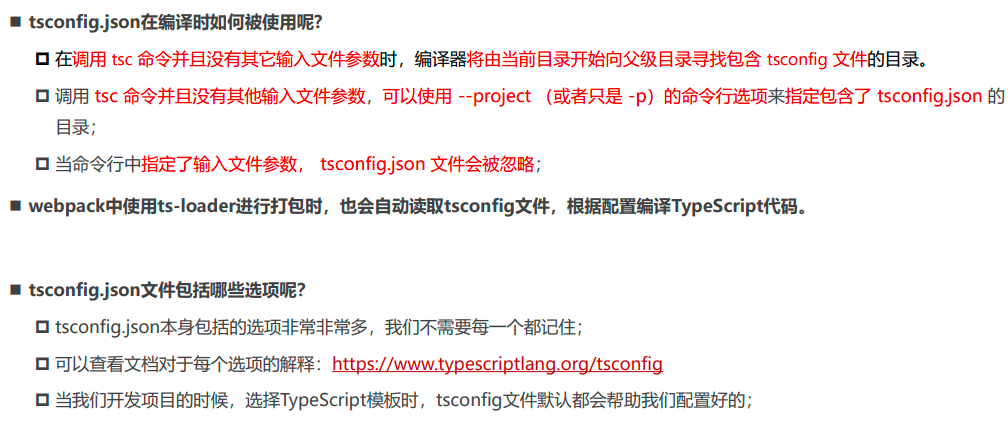 tsconfig.json在编译时如何被使用呢?
在调用 tsc 命令并且没有其它输入文件参数时，编译器将由当前目录开始向父级目录寻找包含 tsconfig 文件的目录。
调用 tsc 命令并且没有其他输入文件参数，可以使用 --project （或者只是 -p）的命令行选项来指定包含了 tsconfig.json 的
目录；
当命令行中指定了输入文件参数， tsconfig.json 文件会被忽略；
webpack中使用ts-loader进行打包时，也会自动读取tsconfig文件，根据配置编译TypeScript代码。
tsconfig.json文件包括哪些选项呢？
tsconfig.json本身包括的选项非常非常多，我们不需要每一个都记住；
可以查看文档对于每个选项的解释：https://www.typescriptlang.org/tsconfig
当我们开发项目的时候，选择TypeScript模板时，tsconfig文件默认都会帮助我们配置好的；